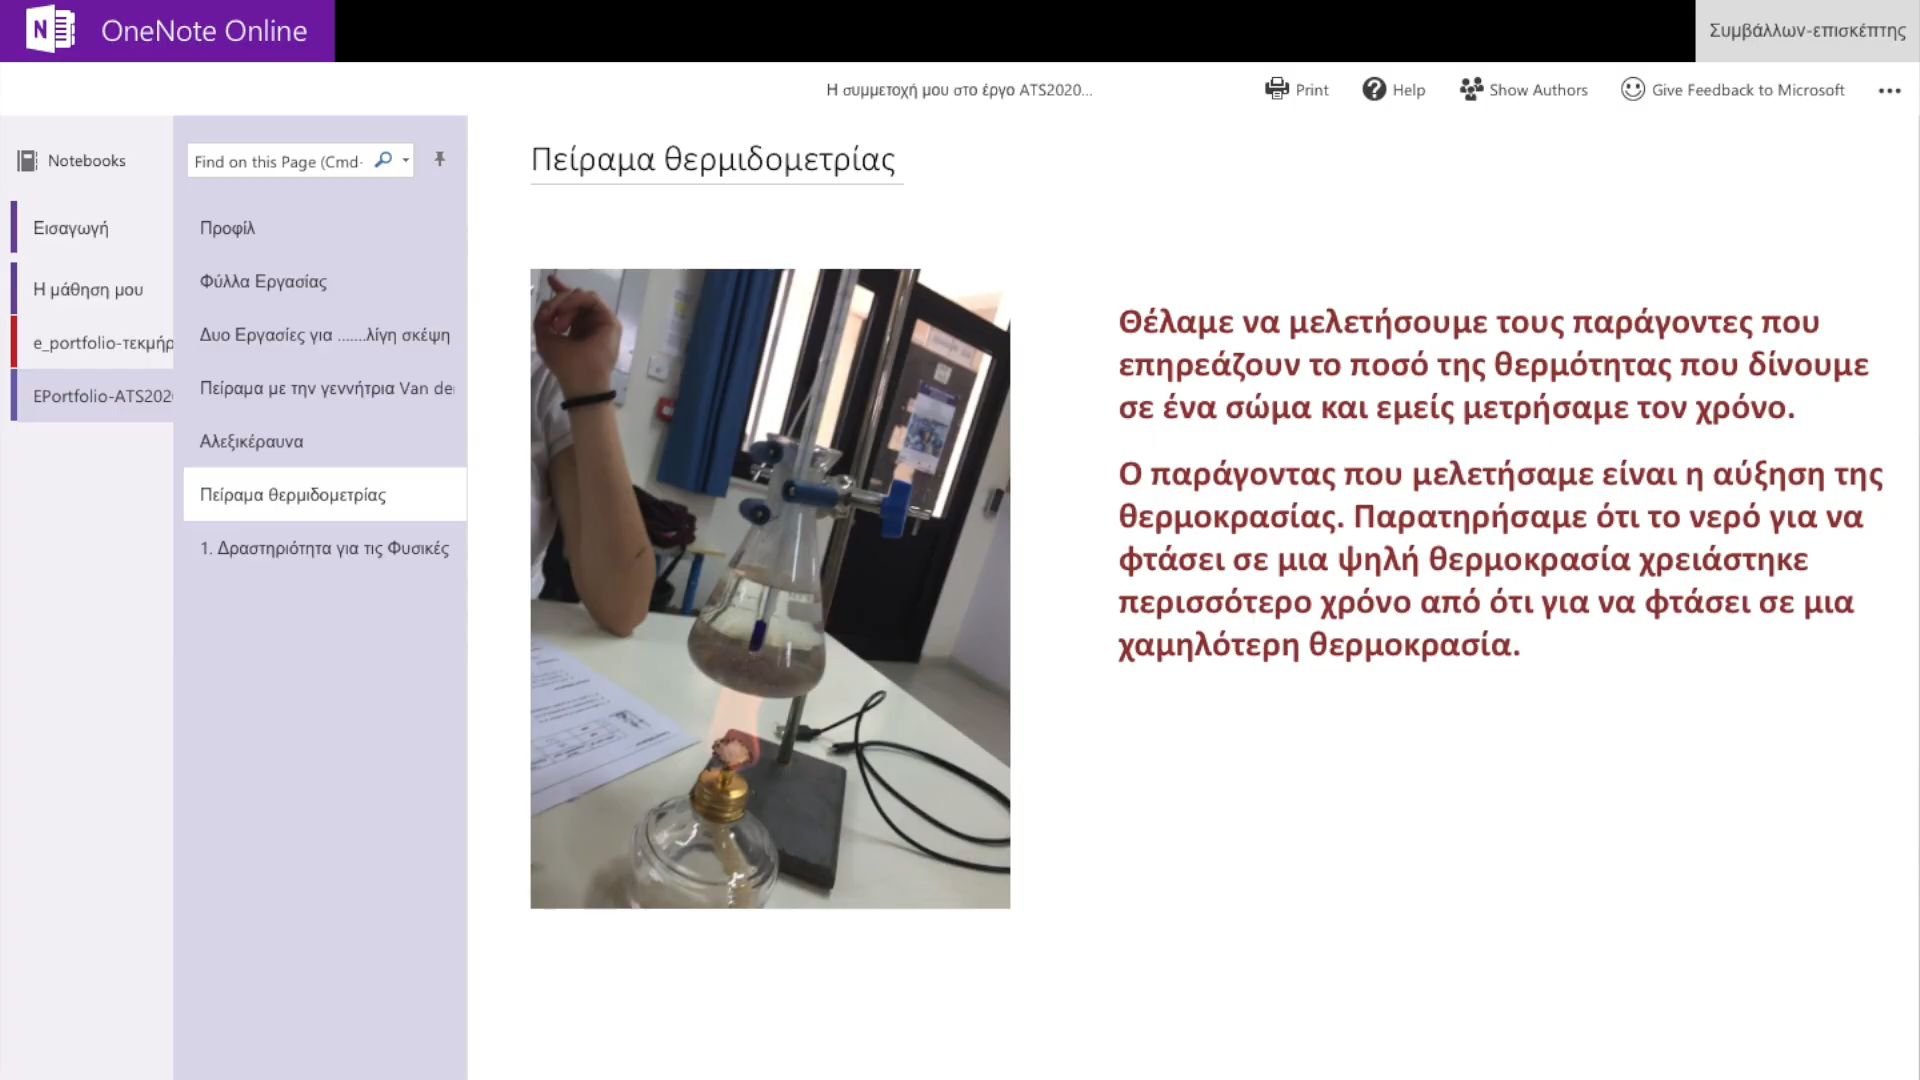 OneNote Online
Συμβάλλων-επισκέπτης
Η συμμετοχή μου στο έργο ATS2020...
Print
Help
Show Authors
Give Feedback to Microsoft
Notebooks
Εισαγωγή
Η μάθηση μου
e_portfolio-τεκμήρ
EPortfolio-ATS202
Find on this Page (Cmd-
Προφίλ
Φύλλα Εργασίας
Δυο Εργασίες για .......λίγη σκέψη
Πείραμα με την γεννήτρια Van de
Αλεξικέραυνα
Πείραμα θερμιδομετρίας
1. Δραστηριότητα για τις Φυσικές
Πείραμα θερμιδομετρίας
Θέλαμε να μελετήσουμε τους παράγοντες που
επηρεάζουν το ποσό της θερμότητας που δίνουμε
σε ένα σώμα και εμείς μετρήσαμε τον χρόνο.
Ο παράγοντας που μελετήσαμε είναι η αύξηση της
θερμοκρασίας. Παρατηρήσαμε ότι το νερό για να
φτάσει σε μια ψηλή θερμοκρασία χρειάστηκε
περισσότερο χρόνο από ότι για να φτάσει σε μια
χαμηλότερη θερμοκρασία.